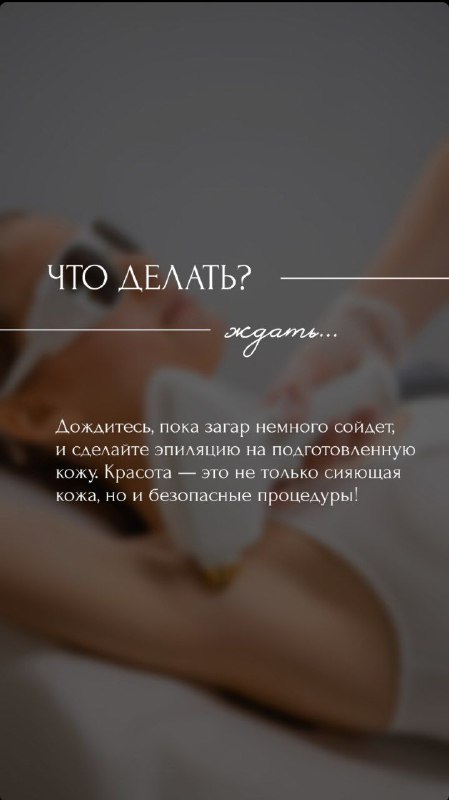 ЧТО ДЕЛАТЬ?
ждать...
Дождитесь, пока загар немного сойдет,
и сделайте эпиляцию на подготовленную
кожу. Красота — это не только сияющая
кожа, но и безопасные процедуры!